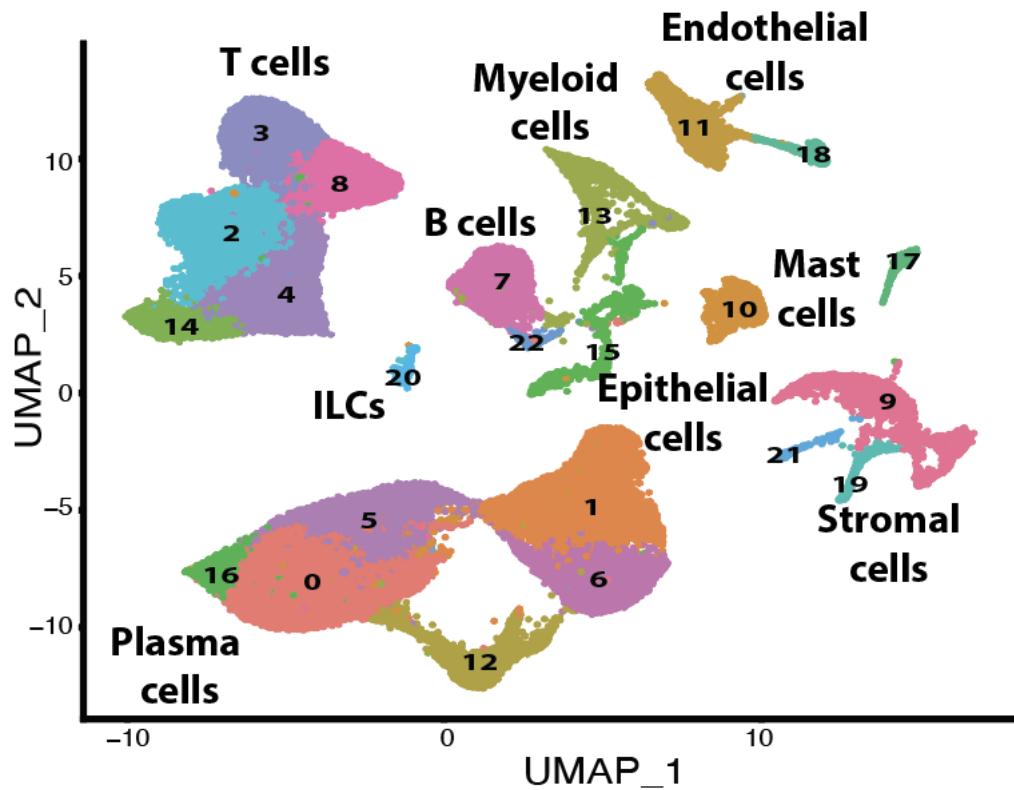 Endothelial
cells
T cells
Myeloid
cells
3
11
18
10
8
13
B cells
2
7
Mast
cells
17
5
4
10
14
22
15
20
ILCs
Epithelial
cells
9
0
21
19
Stromal
cells
1
5
−5
16
0
6
−10
Plasma
cells
12
−10
0
10
UMAP_1
UMAP_2